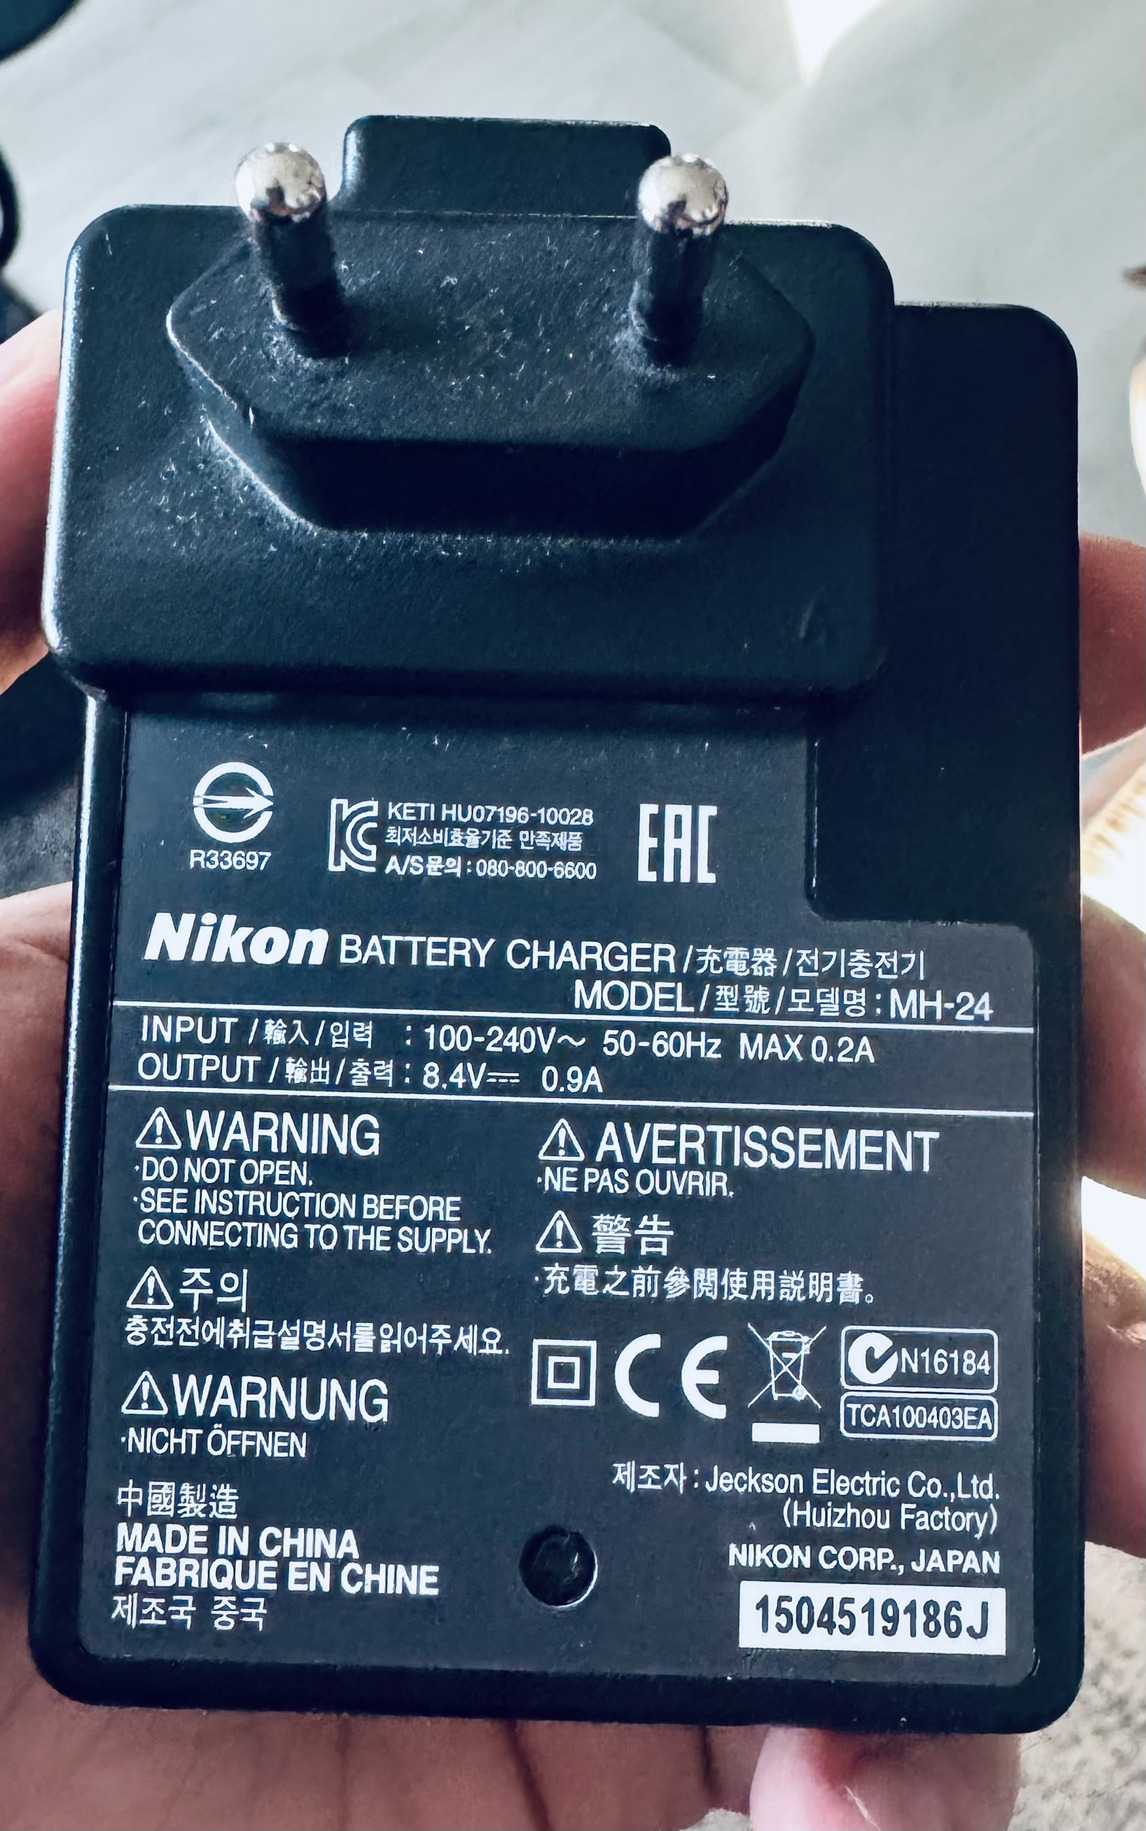 R33697
KETI HU07196-10028
최저소비효율기준 만족제품
A/S문의 : 080-800-6600
EAC
Nikon BATTERY CHARGER / 充電器 / 전기충전기
MODEL / 型號 / 모델명 : MH-24
INPUT / 輸入 / 입력 : 100-240V～ 50-60Hz MAX 0.2A
OUTPUT / 輸出 / 출력 : 8.4V⎓ 0.9A
⚠WARNING
·DO NOT OPEN.
·SEE INSTRUCTION BEFORE
CONNECTING TO THE SUPPLY.
⚠주의
충전전에취급설명서를읽어주세요.
⚠WARNUNG
·NICHT ÖFFNEN
⚠ AVERTISSEMENT
·NE PAS OUVRIR.
⚠ 警告
·充電之前參閱使用説明書。
CE
N16184
TCA100403EA
中國製造
MADE IN CHINA
FABRIQUE EN CHINE
제조국 중국
제조자 : Jeckson Electric Co.,Ltd.
(Huizhou Factory)
NIKON CORP., JAPAN
1504519186J